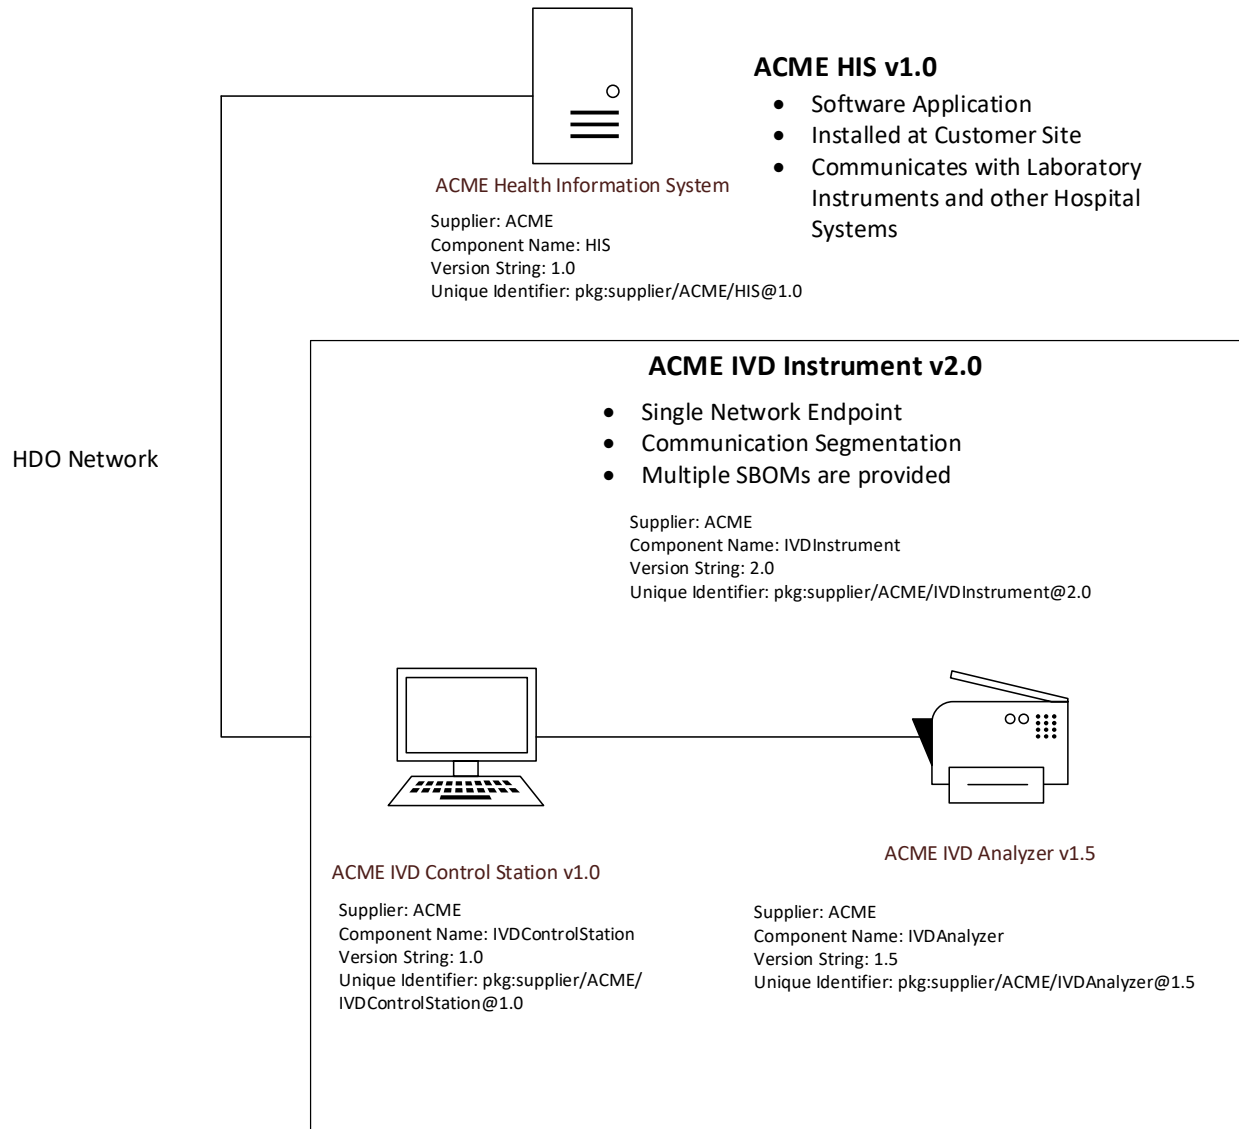 ACME HIS v1.0
• Software Application
• Installed at Customer Site
• Communicates with Laboratory
Instruments and other Hospital
Systems
ACME Health Information System
Supplier: ACME
Component Name: HIS
Version String: 1.0
Unique Identifier: pkg:supplier/ACME/HIS@1.0
HDO Network
ACME IVD Instrument v2.0
• Single Network Endpoint
• Communication Segmentation
• Multiple SBOMs are provided
Supplier: ACME
Component Name: IVDInstrument
Version String: 2.0
Unique Identifier: pkg:supplier/ACME/IVDInstrument@2.0
ACME IVD Control Station v1.0
Supplier: ACME
Component Name: IVDControlStation
Version String: 1.0
Unique Identifier: pkg:supplier/ACME/
IVDControlStation@1.0
ACME IVD Analyzer v1.5
Supplier: ACME
Component Name: IVDAnalyzer
Version String: 1.5
Unique Identifier: pkg:supplier/ACME/IVDAnalyzer@1.5